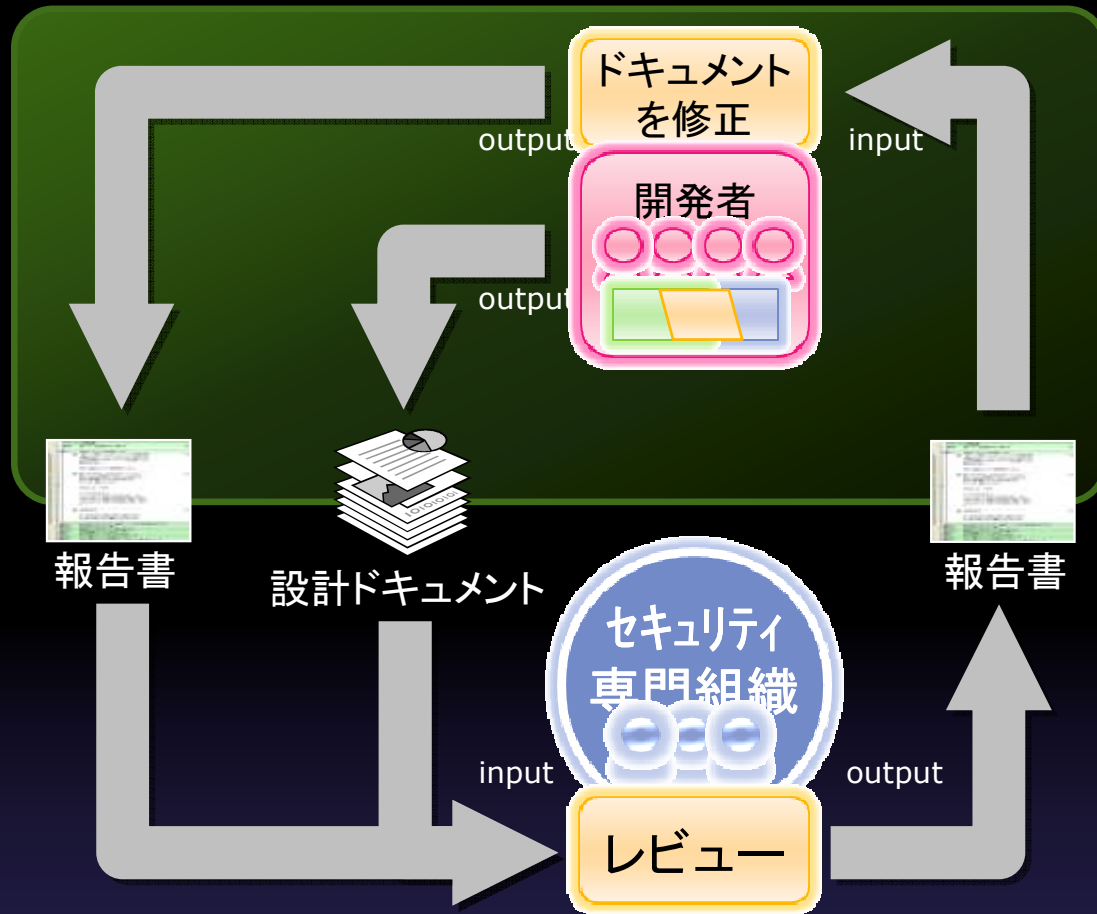 ドキュメント
を修正
output
input
開発者
output
報告書
設計ドキュメント
報告書
セキュリティ
専門組織
input
output
レビュー